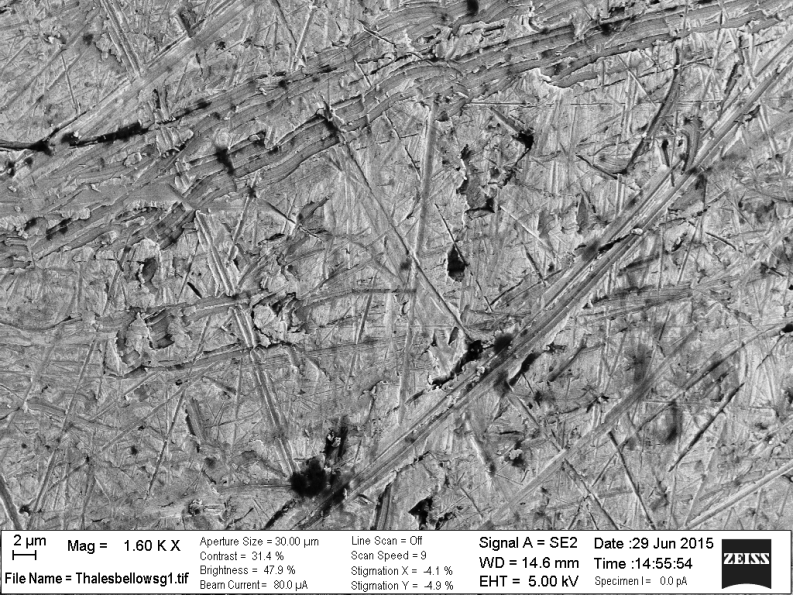 2 µm
Mag = 1.60 K X
File Name = Thalesbellowsg1.tif
Aperture Size = 30.00 µm
Contrast = 31.4 %
Brightness = 47.9 %
Beam Current = 80.0 µA
Line Scan = Off
Scan Speed = 9
Stigmation X = -4.1 %
Stigmation Y = -4.9 %
Signal A = SE2
WD = 14.6 mm
EHT = 5.00 kV
Date :29 Jun 2015
Time :14:55:54
Specimen I = 0.0 pA
ZEISS